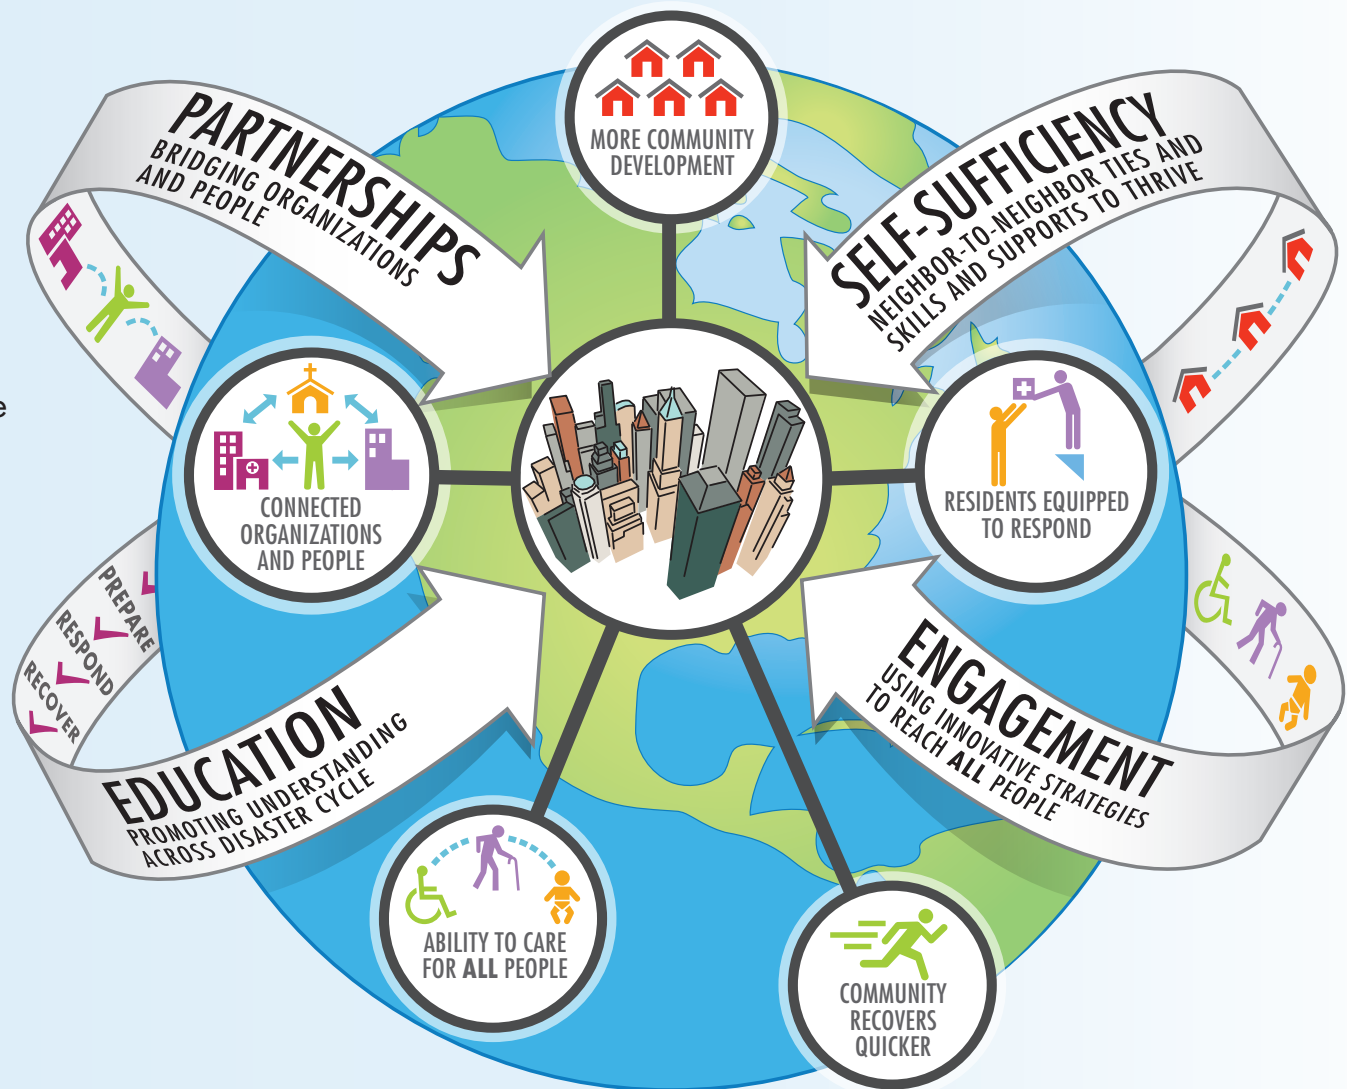 MORE COMMUNITY
DEVELOPMENT
PARTNERSHIPS
BRIDGING ORGANIZATIONS
AND PEOPLE
SELF-SUFFICIENCY
NEIGHBOR-TO-NEIGHBOR TIES AND
SKILLS AND SUPPORTS TO THRIVE
e
CONNECTED
ORGANIZATIONS
AND PEOPLE
RESIDENTS EQUIPPED
TO RESPOND
PREPARE
RESPOND
RECOVER
EDUCATION
PROMOTING UNDERSTANDING
ACROSS DISASTER CYCLE
ENGAGEMENT
USING INNOVATIVE STRATEGIES
TO REACH ALL PEOPLE
ABILITY TO CARE
FOR ALL PEOPLE
COMMUNITY
RECOVERS
QUICKER